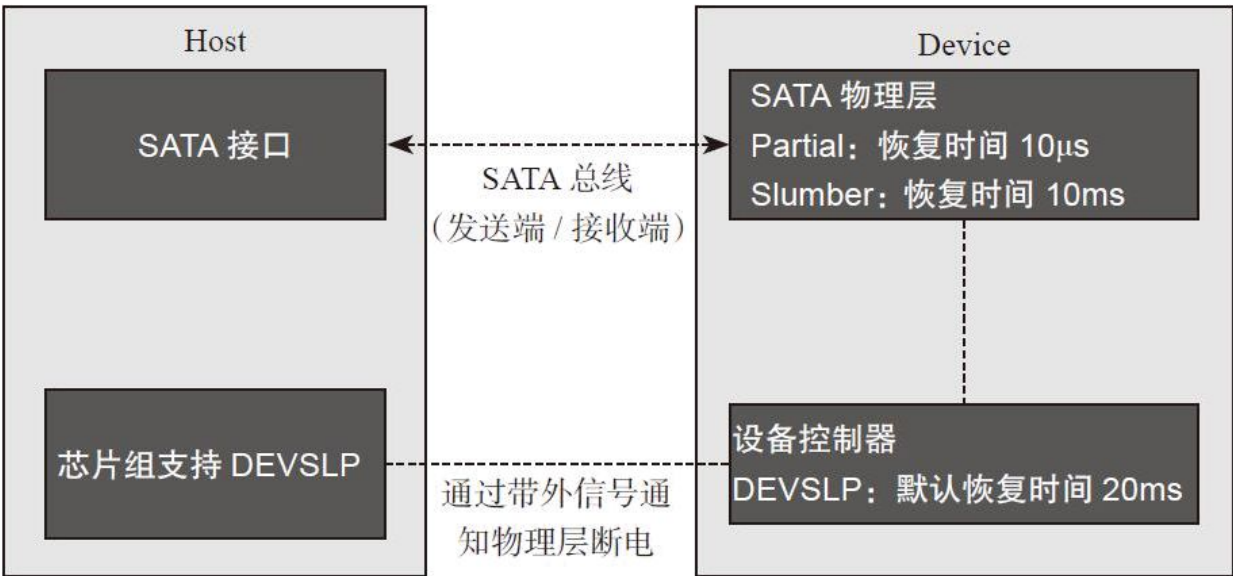 Host
SATA 接口
芯片组支持 DEVSLP
SATA 总线
（发送端 / 接收端）
通过带外信号通
知物理层断电
Device
SATA 物理层
Partial：恢复时间 10μs
Slumber：恢复时间 10ms
设备控制器
DEVSLP：默认恢复时间 20ms